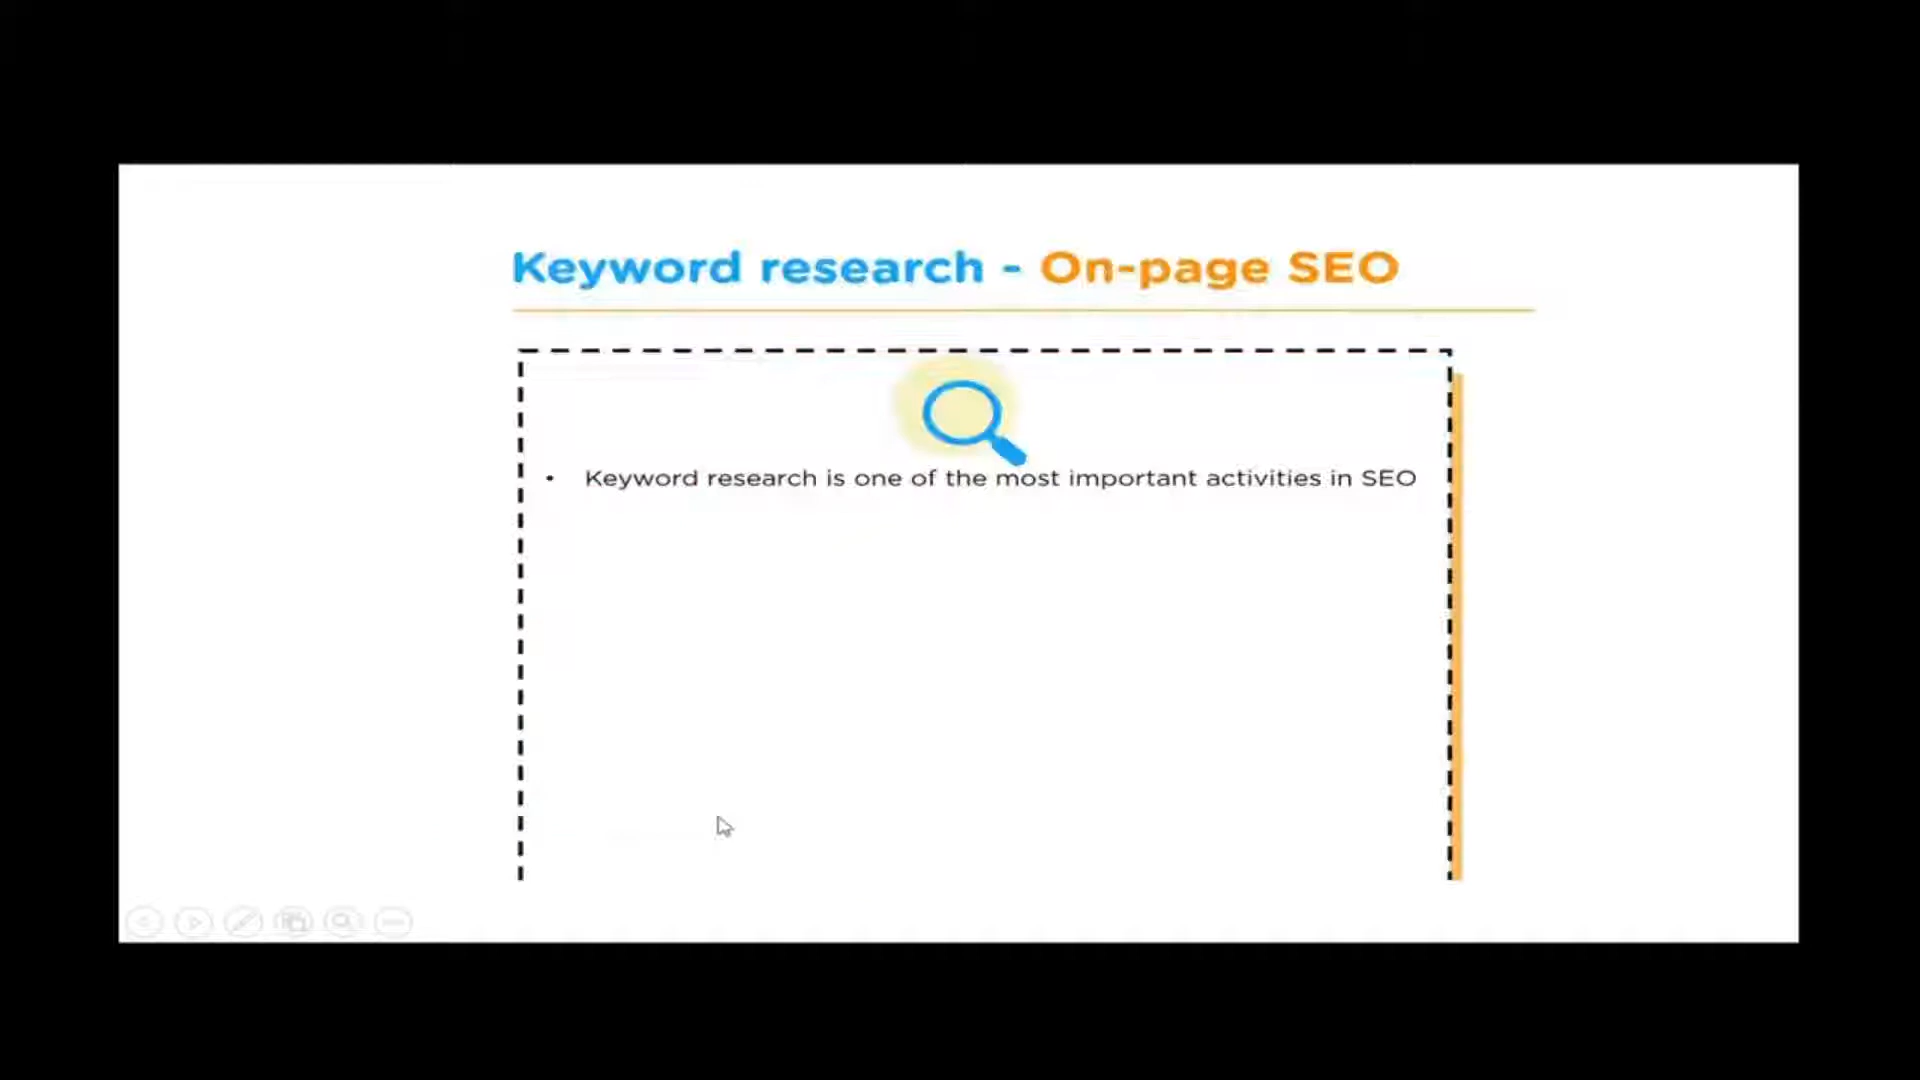 Keyword research - On-page SEO
• Keyword research is one of the most important activities in SEO